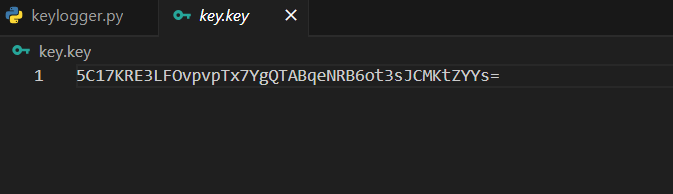 keylogger.py
key.key
key.key
1 5C17KRE3LFOvpvpTx7YgQTABqeNRB6ot3sJCMKtZYYs=